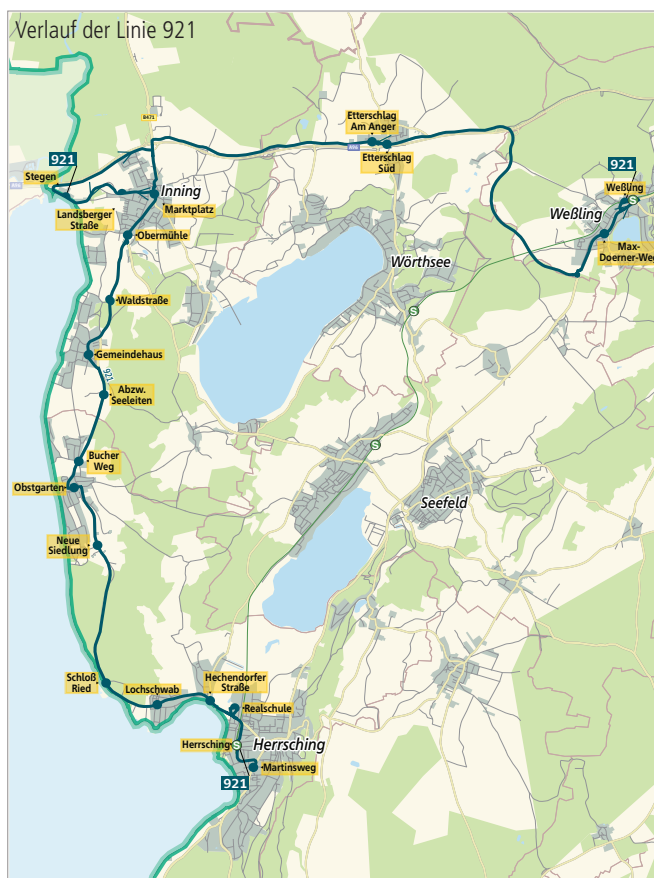 Verlauf der Linie 921
B471
Etterschlag
Am Anger
A96
Etterschlag
Süd
921
Stegen
A96
Inning
Landsberger
Straße
Marktplatz
Obermühle
921
Weßling
S
Weßling
Max-
Doerner-Weg
Wörthsee
S
Waldstraße
Gemeindehaus
921
Abzw.
Seeleiten
S
Bucher
Weg
Obstgarten
Seefeld
Neue
Siedlung
Schloß
Ried
Lochschwab
Hechendorfer
Straße
Realschule
Herrsching
S
Herrsching
Martinsweg
921